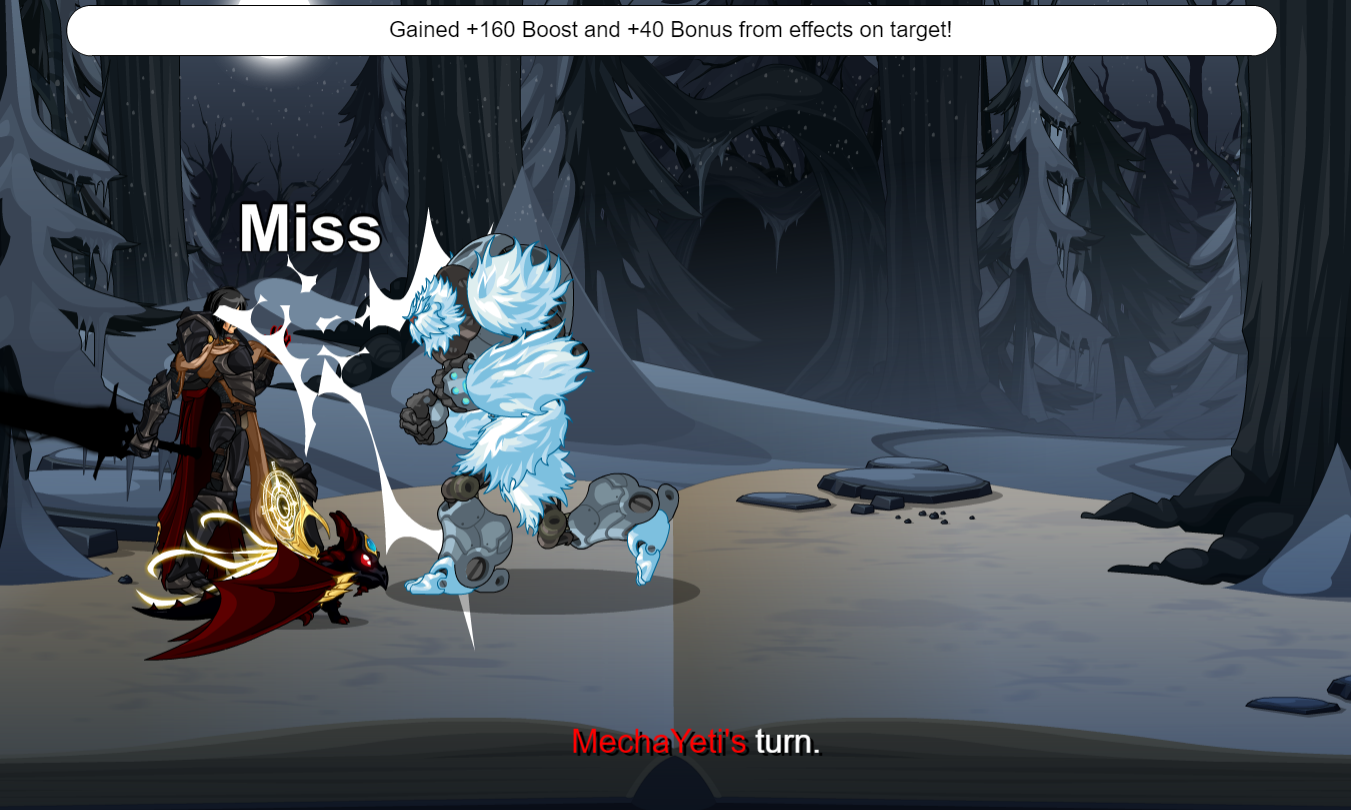 Gained +160 Boost and +40 Bonus from effects on target!
Miss
MechaYeti's turn.